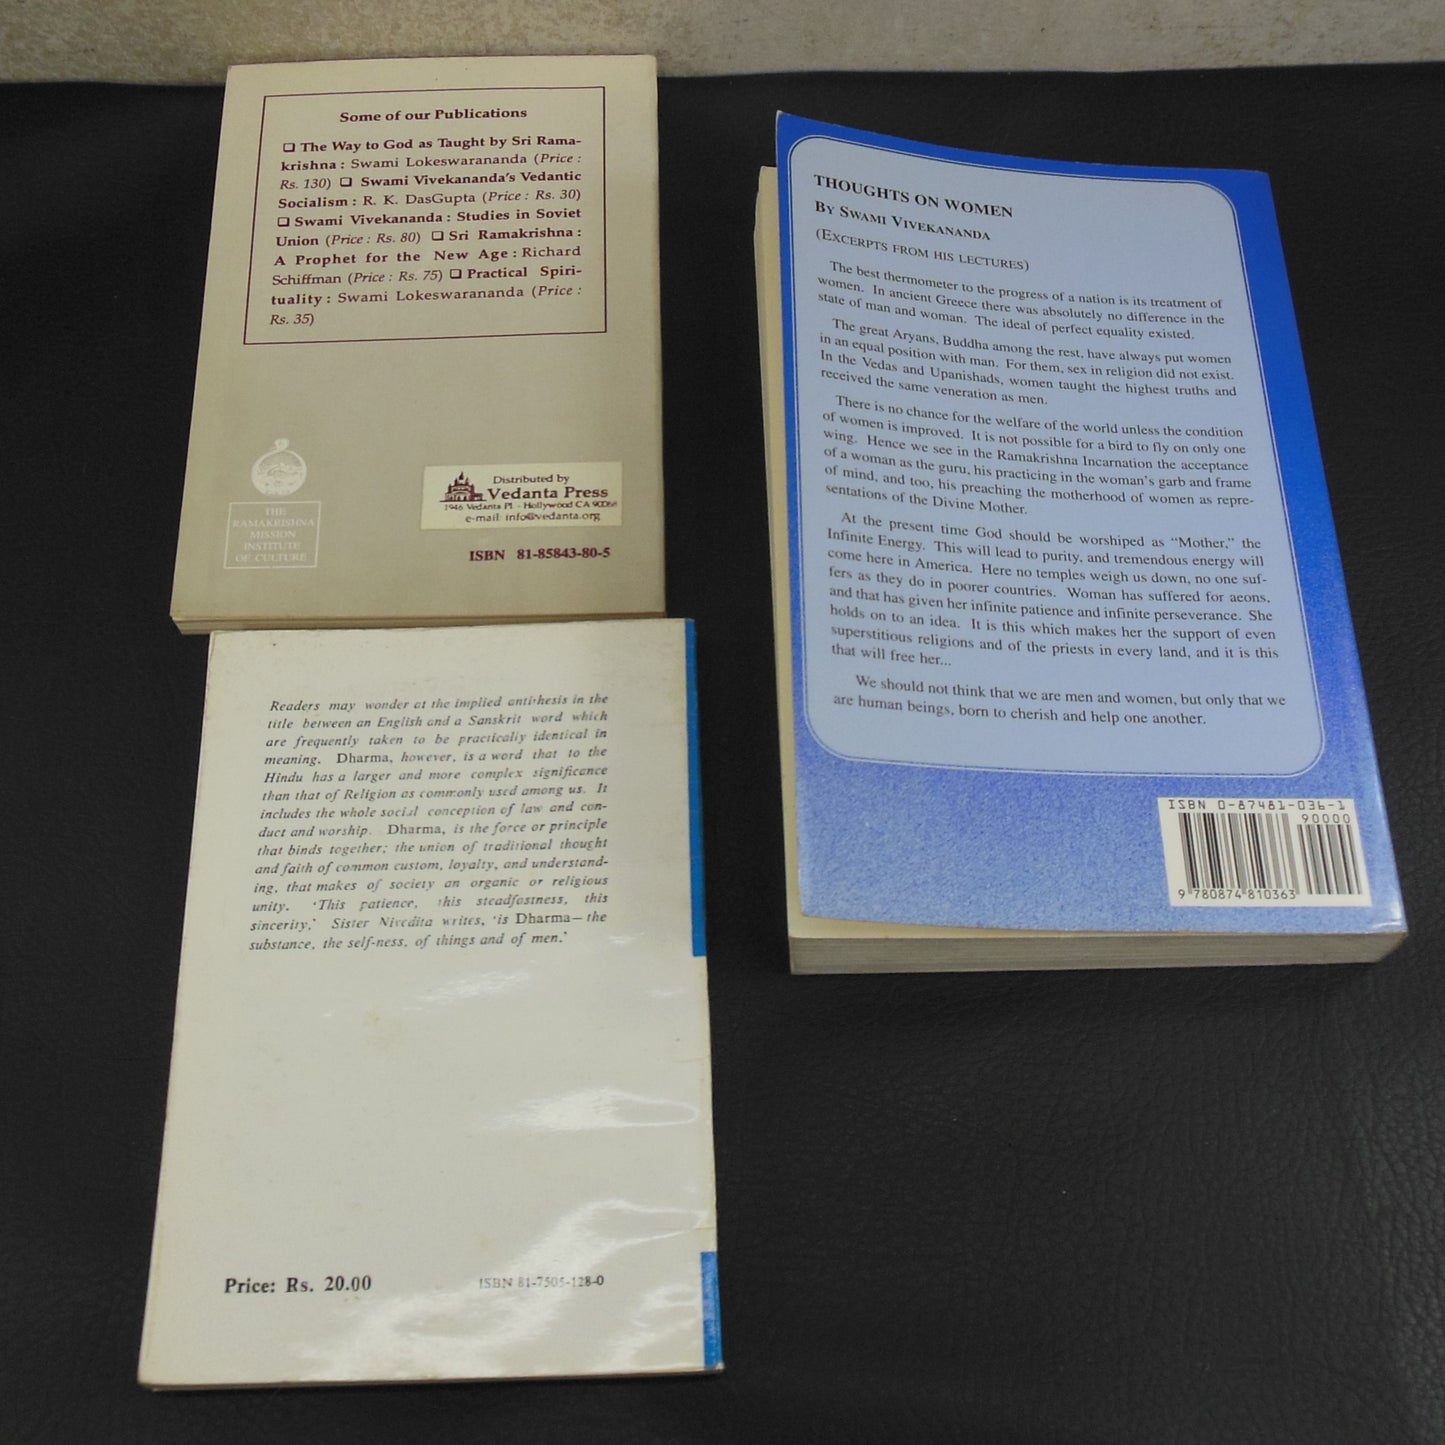 Some of our Publications
❑ The Way to God as Taught by Sri Rama-
krishna : Swami Lokeswarananda (Price :
Rs. 130) ❑ Swami Vivekananda's Vedantic
Socialism : R. K. DasGupta (Price : Rs. 30)
❑ Swami Vivekananda : Studies in Soviet
Union (Price : Rs. 80) ❑ Sri Ramakrishna :
A Prophet for the New Age : Richard
Schiffman (Price : Rs. 75) ❑ Practical Spiri-
tuality : Swami Lokeswarananda (Price :
Rs. 35)
THE
RAMAKRISHNA
MISSION
INSTITUTE
OF CULTURE
Distributed by
Vedanta Press
1946 Vedanta Pl · Hollywood CA 90068
e-mail: info@vedanta.org
ISBN 81-85843-80-5
Readers may wonder at the implied antithesis in the
title between an English and a Sanskrit word which
are frequently taken to be practically identical in
meaning. Dharma, however, is a word that to the
Hindu has a larger and more complex significance
than that of Religion as commonly used among us. It
includes the whole social conception of law and con-
duct and worship. Dharma, is the force or principle
that binds together; the union of traditional thought
and faith of common custom, loyalty, and understand-
ing, that makes of society an organic or religious
unity. 'This patience, this steadfastness, this
sincerity,' Sister Nivedita writes, 'is Dharma—the
substance, the self-ness, of things and of men.'
Price: Rs. 20.00
ISBN 81-7505-128-0
THOUGHTS ON WOMEN
BY SWAMI VIVEKANANDA
(EXCERPTS FROM HIS LECTURES)
The best thermometer to the progress of a nation is its treatment of
women. In ancient Greece there was absolutely no difference in the
state of man and woman. The ideal of perfect equality existed.
The great Aryans, Buddha among the rest, have always put women
in an equal position with man. For them, sex in religion did not exist.
In the Vedas and Upanishads, women taught the highest truths and
received the same veneration as men.
There is no chance for the welfare of the world unless the condition
of women is improved. It is not possible for a bird to fly on only one
wing. Hence we see in the Ramakrishna Incarnation the acceptance
of a woman as the guru, his practicing in the woman's garb and frame
of mind, and too, his preaching the motherhood of women as repre-
sentations of the Divine Mother.
At the present time God should be worshiped as "Mother," the
Infinite Energy. This will lead to purity, and tremendous energy will
come here in America. Here no temples weigh us down, no one suf-
fers as they do in poorer countries. Woman has suffered for aeons,
and that has given her infinite patience and infinite perseverance. She
holds on to an idea. It is this which makes her the support of even
superstitious religions and of the priests in every land, and it is this
that will free her...
We should not think that we are men and women, but only that we
are human beings, born to cherish and help one another.
ISBN 0-87481-036-1
90000
9 780874 810363